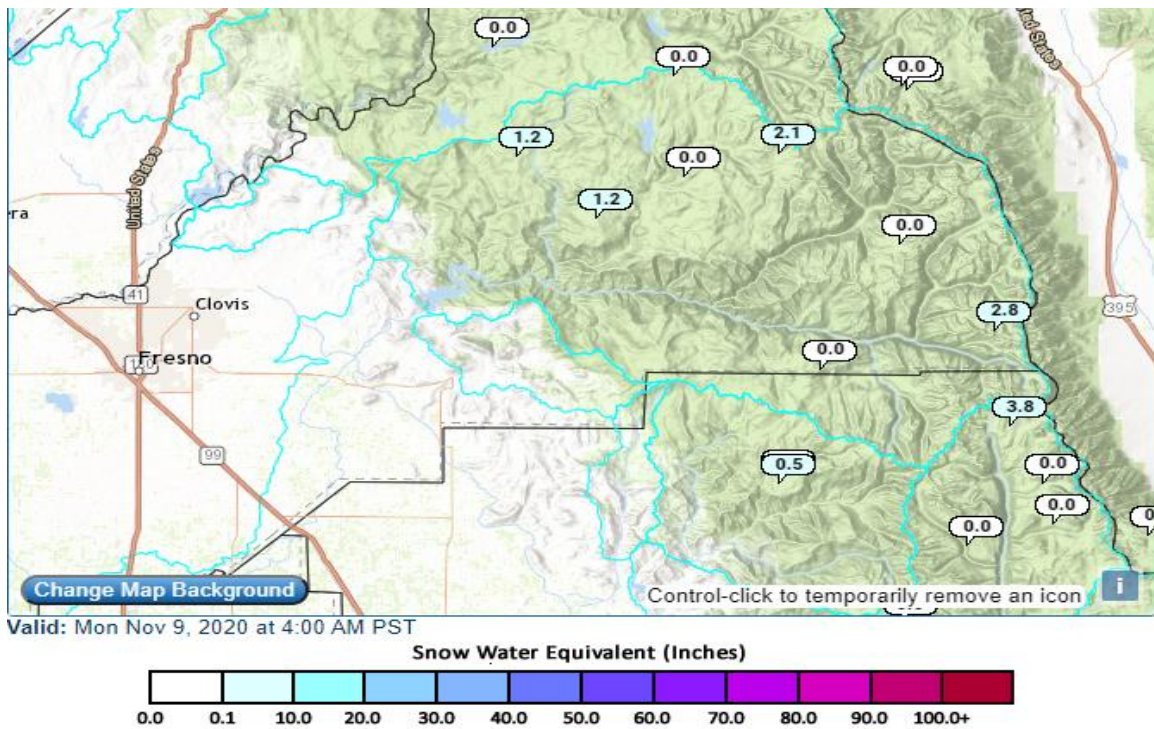 0.0
United States
0.0
0.0
United States
1.2
2.1
0.0
1.2
era
0.0
41
Clovis
2.8
395
0.0
Fresno
3.8
99
0.5
0.0
0.0
0.0
Change Map Background
Control-click to temporarily remove an icon
i
Valid: Mon Nov 9, 2020 at 4:00 AM PST
Snow Water Equivalent (Inches)
0.0 0.1 10.0 20.0 30.0 40.0 50.0 60.0 70.0 80.0 90.0 100.0+